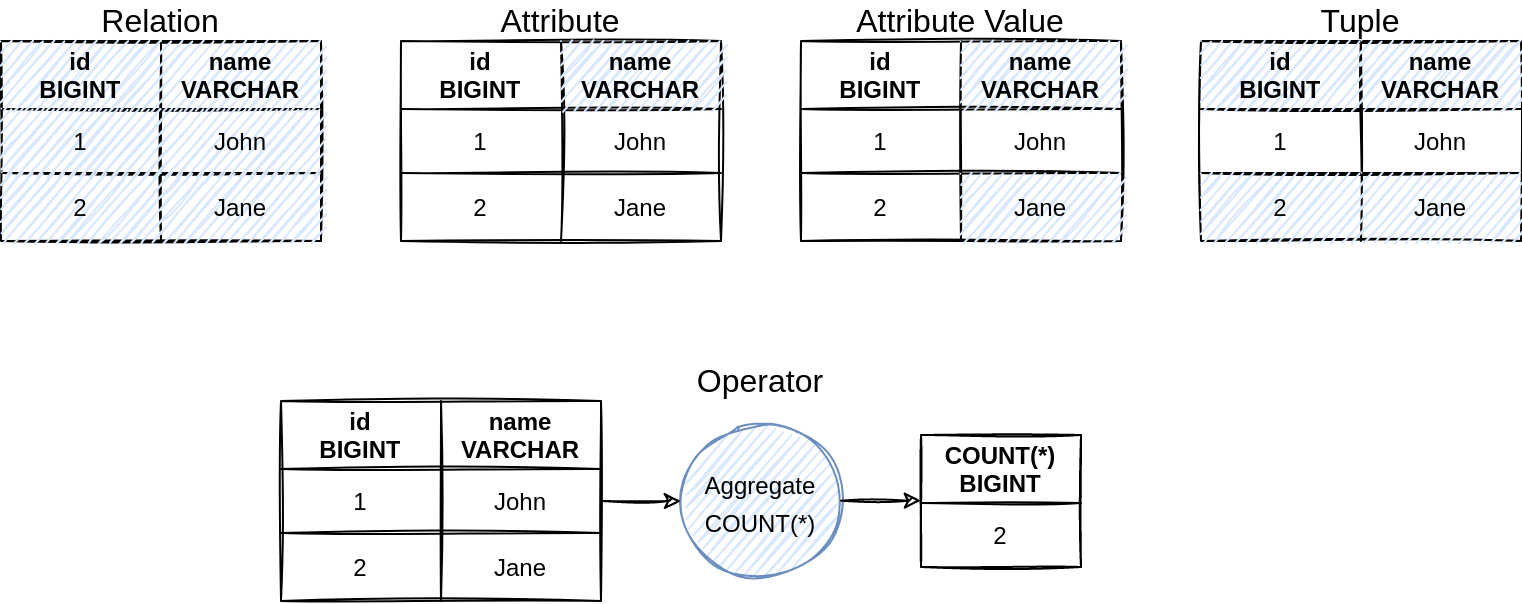 Relation
id name
BIGINT VARCHAR
1 John
2 Jane
Attribute
id name
BIGINT VARCHAR
1 John
2 Jane
Attribute Value
id name
BIGINT VARCHAR
1 John
2 Jane
Tuple
id name
BIGINT VARCHAR
1 John
2 Jane
Operator
id name
BIGINT VARCHAR
1 John
2 Jane
Aggregate
COUNT(*)
COUNT(*)
BIGINT
2